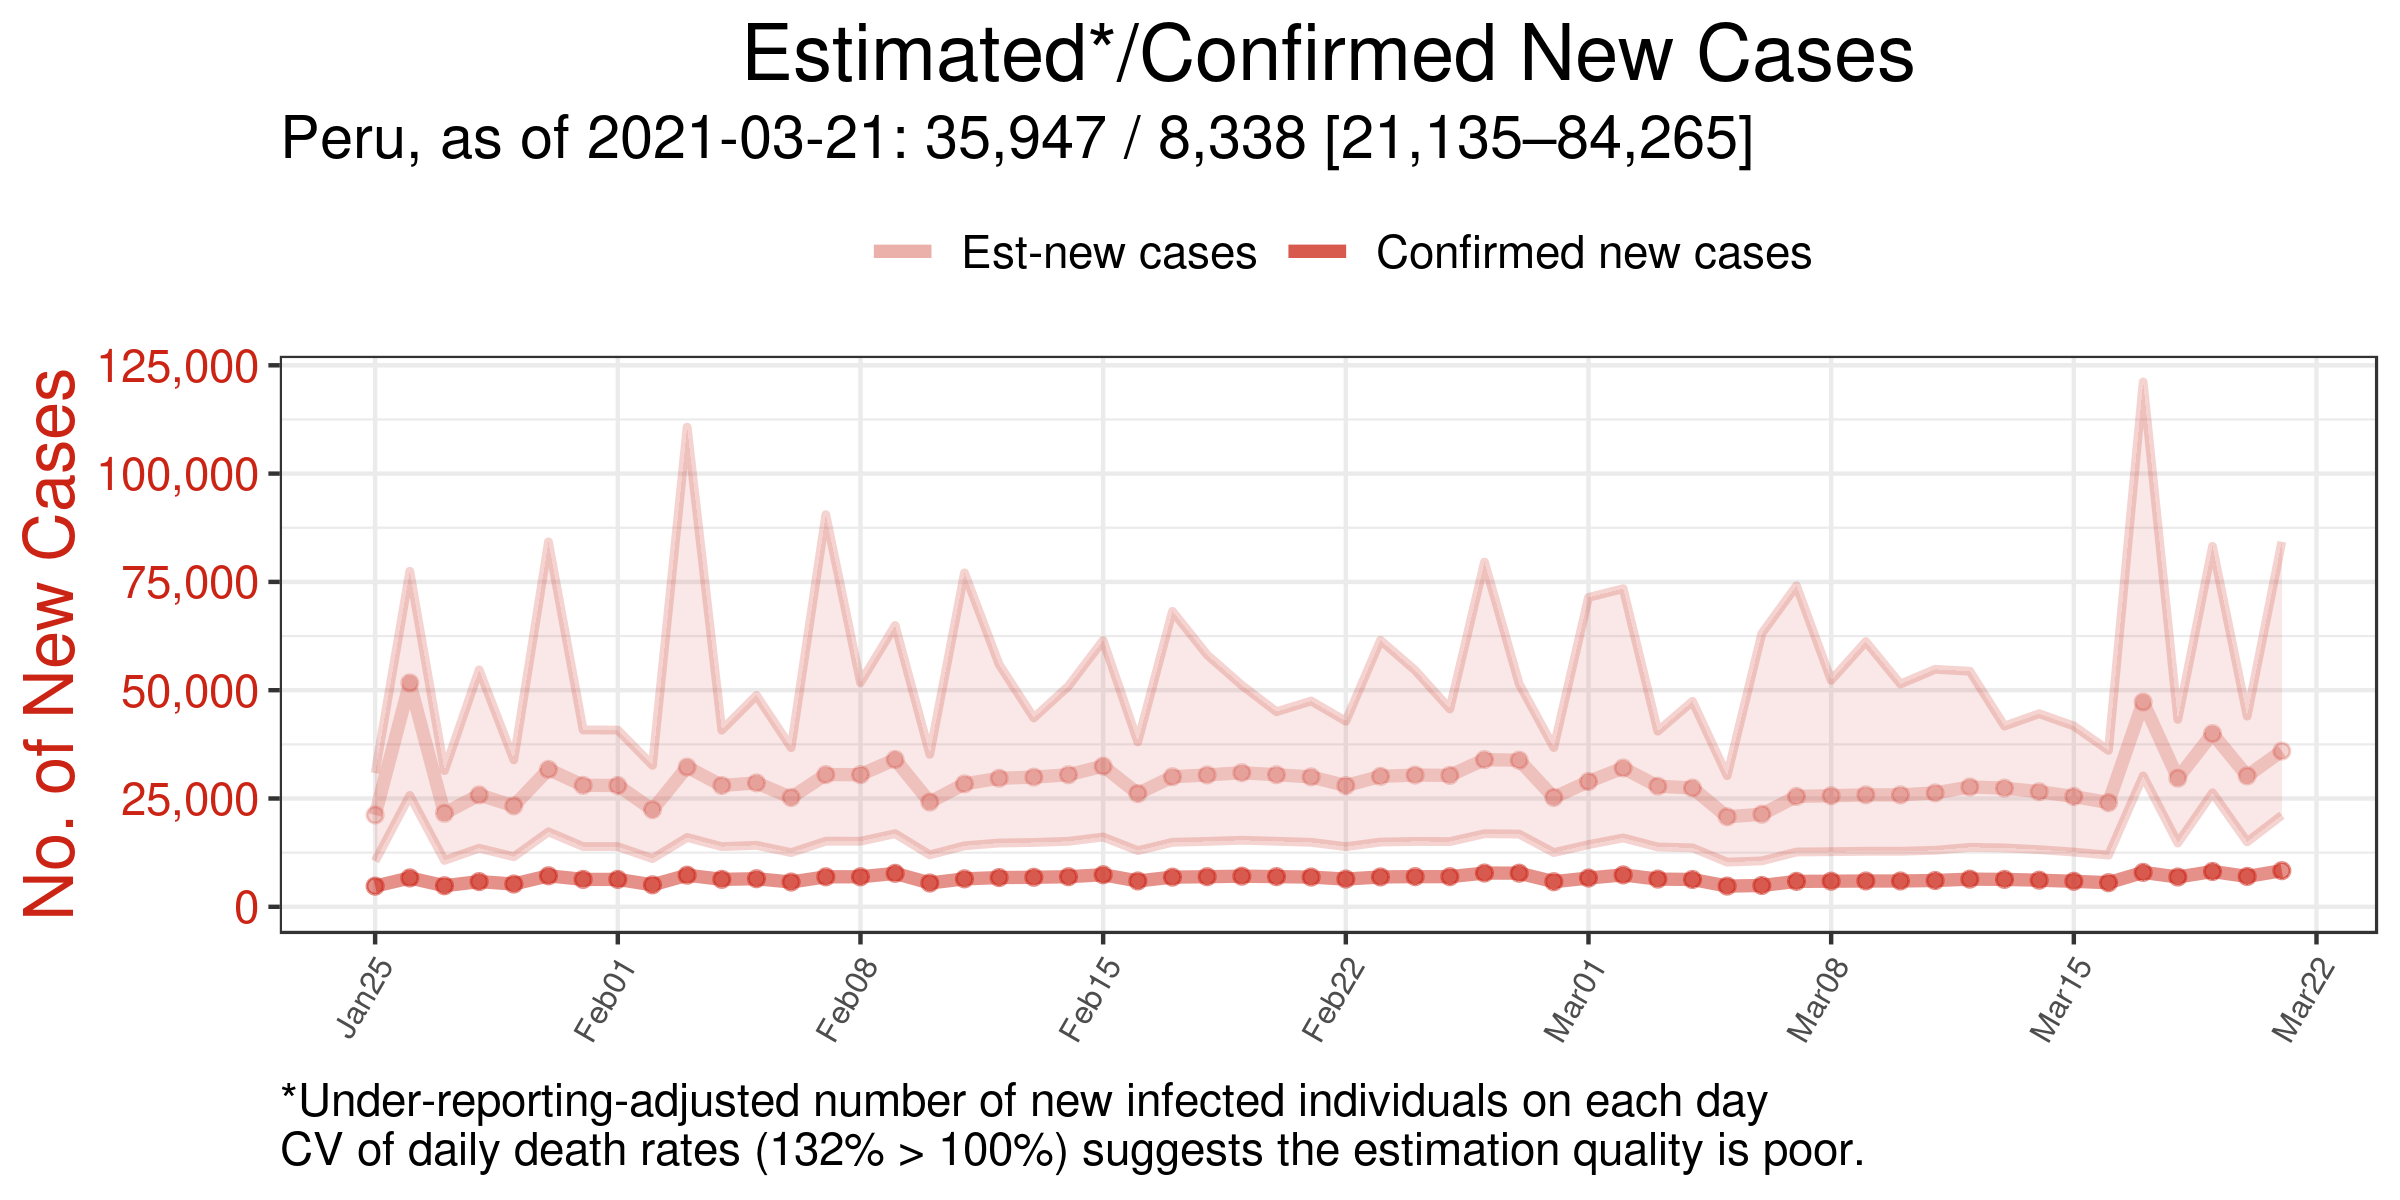 Estimated*/Confirmed New Cases
Peru, as of 2021-03-21: 35,947 / 8,338 [21,135–84,265]
Est-new cases
Confirmed new cases
No. of New Cases
125,000
100,000
75,000
50,000
25,000
0
Jan25
Feb01
Feb08
Feb15
Feb22
Mar01
Mar08
Mar15
Mar22
*Under-reporting-adjusted number of new infected individuals on each day
CV of daily death rates (132% > 100%) suggests the estimation quality is poor.